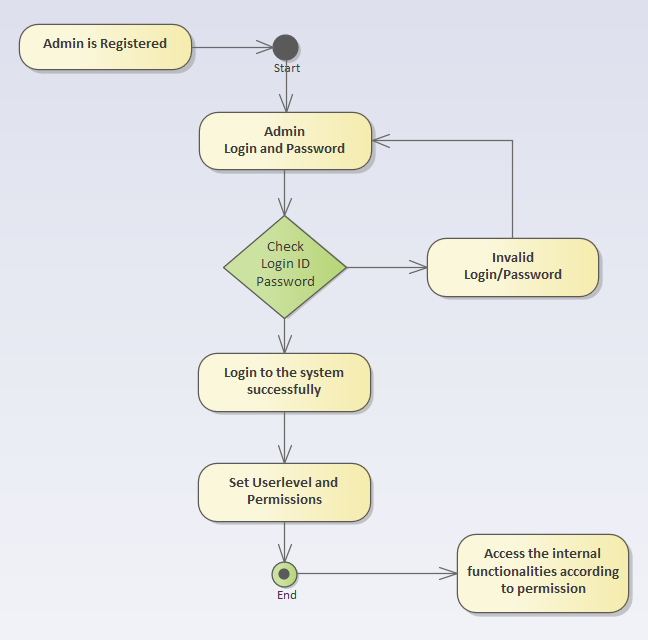 Admin is Registered
Start
Admin
Login and Password
Check
Login ID
Password
Invalid
Login/Password
Login to the system
successfully
Set Userlevel and
Permissions
End
Access the internal
functionalities according
to permission